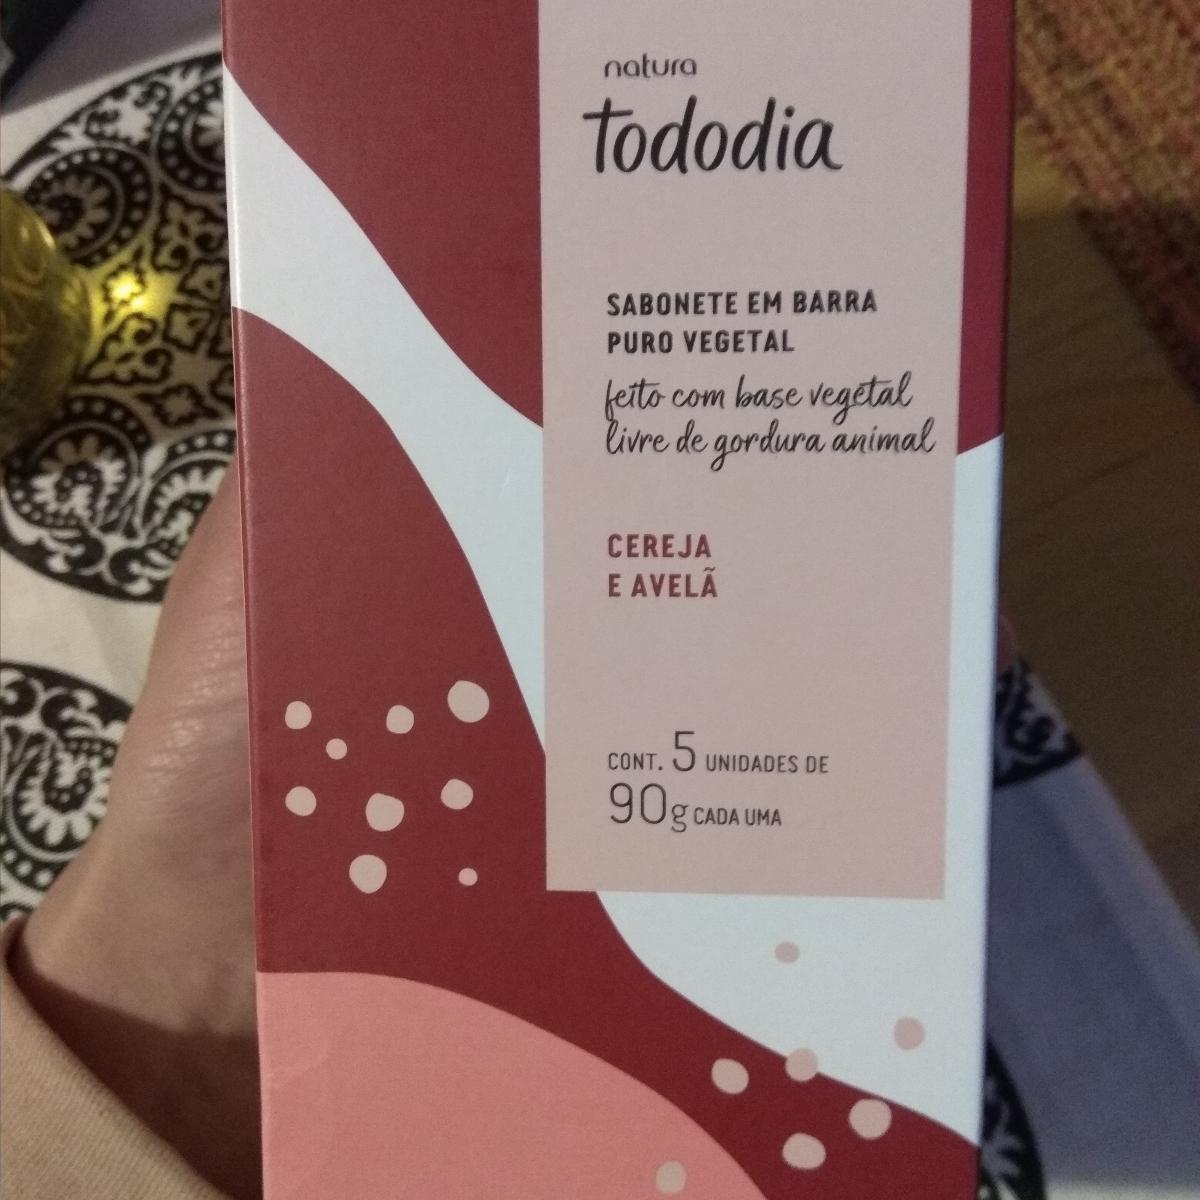 natura
tododia
SABONETE EM BARRA
PURO VEGETAL
feito com base vegetal
livre de gordura animal
CEREJA
E AVELÃ
CONT. 5 UNIDADES DE
90g CADA UMA